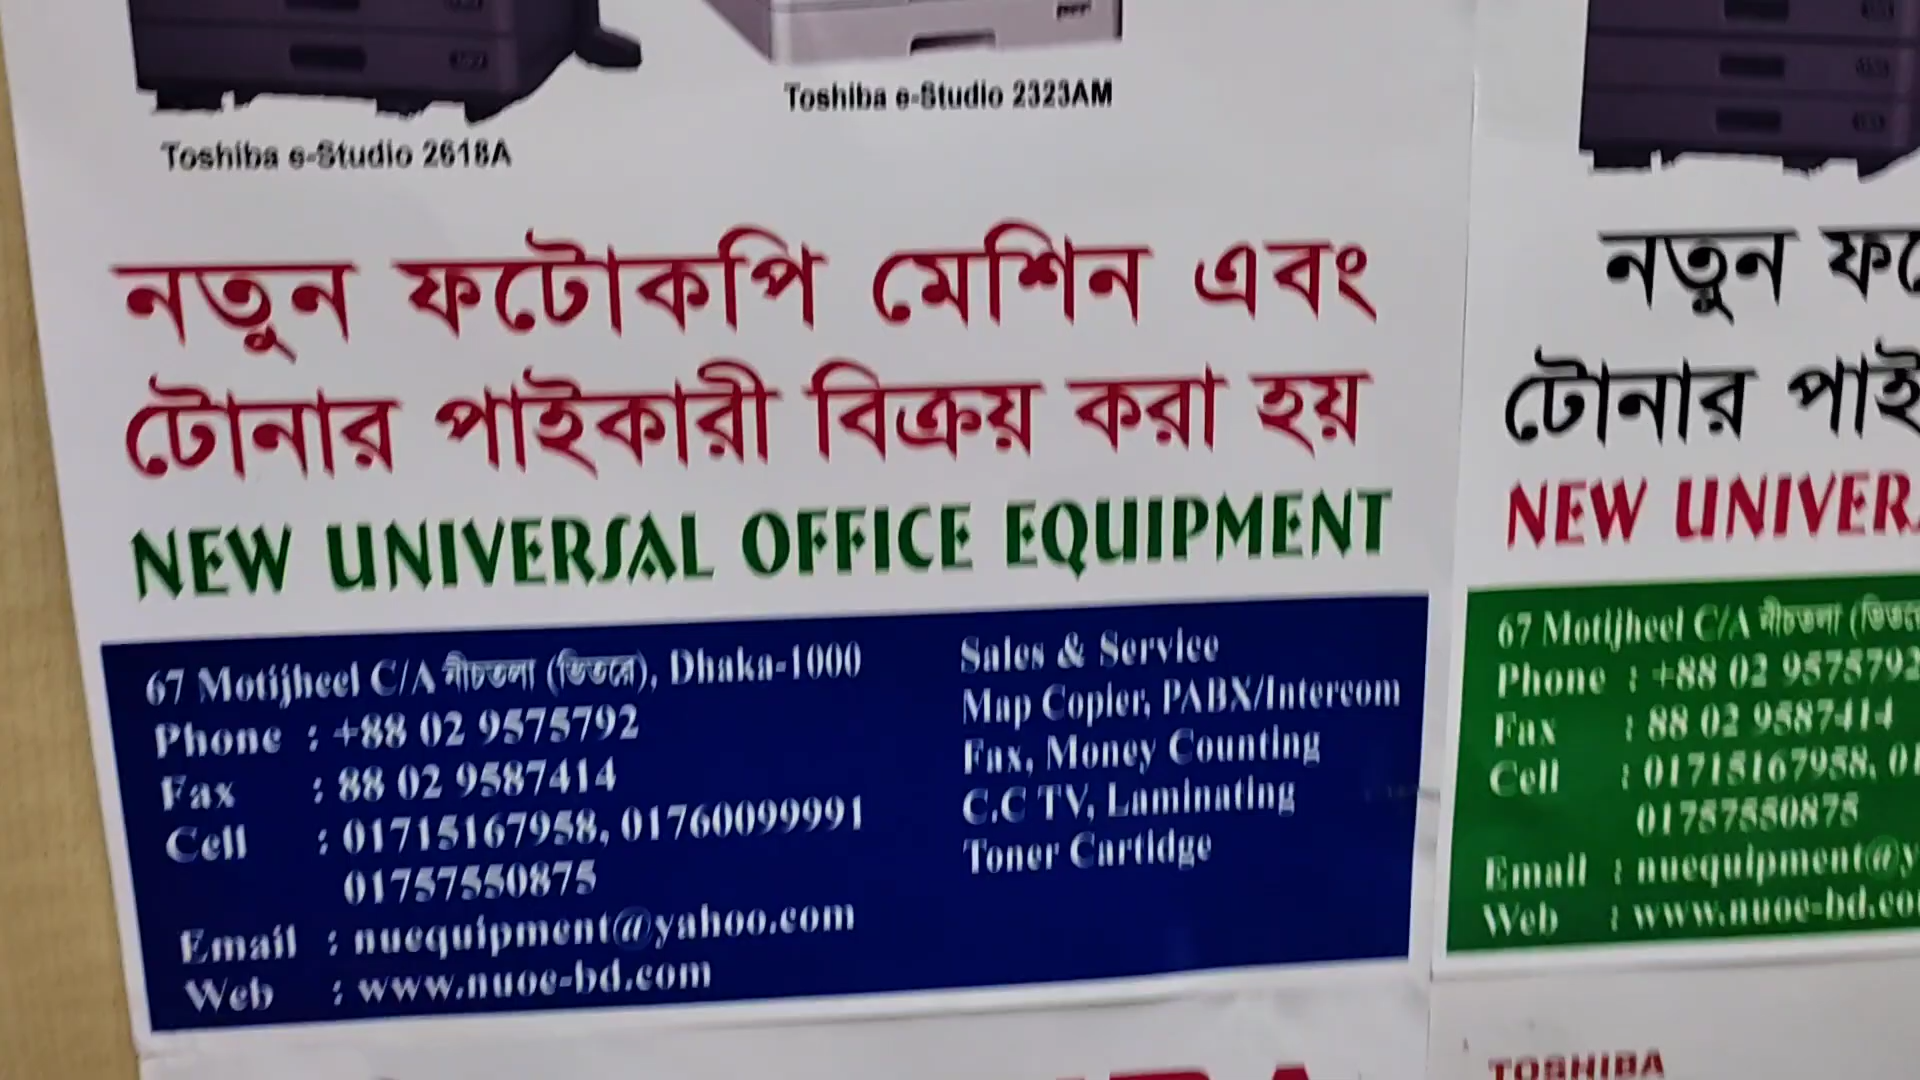 Toshiba e-Studio 2323AM
Toshiba e-Studio 2618A
নতুন ফটোকপি মেশিন এবং
টোনার পাইকারী বিক্রয় করা হয়
NEW UNIVERSAL OFFICE EQUIPMENT
67 Motijheel C/A নীচতলা (ভিতরে), Dhaka-1000
Phone : +88 02 9575792
Fax : 88 02 9587414
Cell : 01715167958, 01760099991
01757550875
Email : nuequipment@yahoo.com
Web : www.nuoe-bd.com
Sales & Service
Map Copier, PABX/Intercom
Fax, Money Counting
C.C TV, Laminating
Toner Cartidge
নতুন
টোনার
NEW
67 Motijheel C/A নীচতলা
Phone : +88 02 9575792
Fax : 88 02 9587414
Cell : 01715167958,
01757550875
Email : nuequipment@y
Web : www.nuoe-bd.co
TOSHIBA